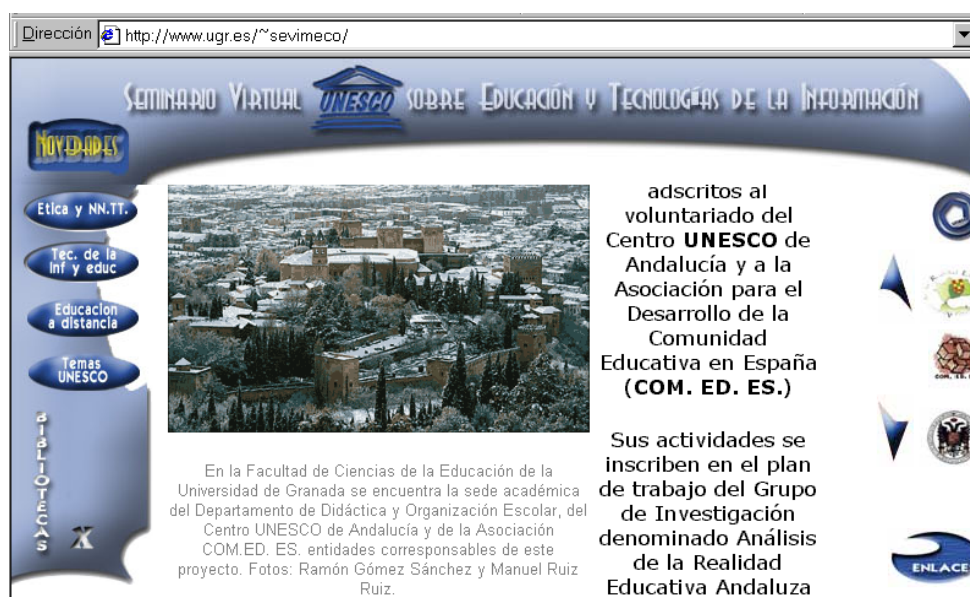 Dirección http://www.ugr.es/~sevimeco/
Seminario Virtual UNESCO sobre Educación y Tecnologías de la Información
Novedades
Etica y NN.TT.
Tec. de la
Inf y educ
Educacion
a distancia
Temas
UNESCO
BIBLIOTECAS
X
En la Facultad de Ciencias de la Educación de la
Universidad de Granada se encuentra la sede académica
del Departamento de Didáctica y Organización Escolar, del
Centro UNESCO de Andalucía y de la Asociación
COM.ED. ES. entidades corresponsables de este
proyecto. Fotos: Ramón Gómez Sánchez y Manuel Ruiz
Ruiz.
adscritos al
voluntariado del
Centro UNESCO de
Andalucía y a la
Asociación para el
Desarrollo de la
Comunidad
Educativa en España
(COM. ED. ES.)
Sus actividades se
inscriben en el plan
de trabajo del Grupo
de Investigación
denominado Análisis
de la Realidad
Educativa Andaluza
COM. ED. E
ENLACE